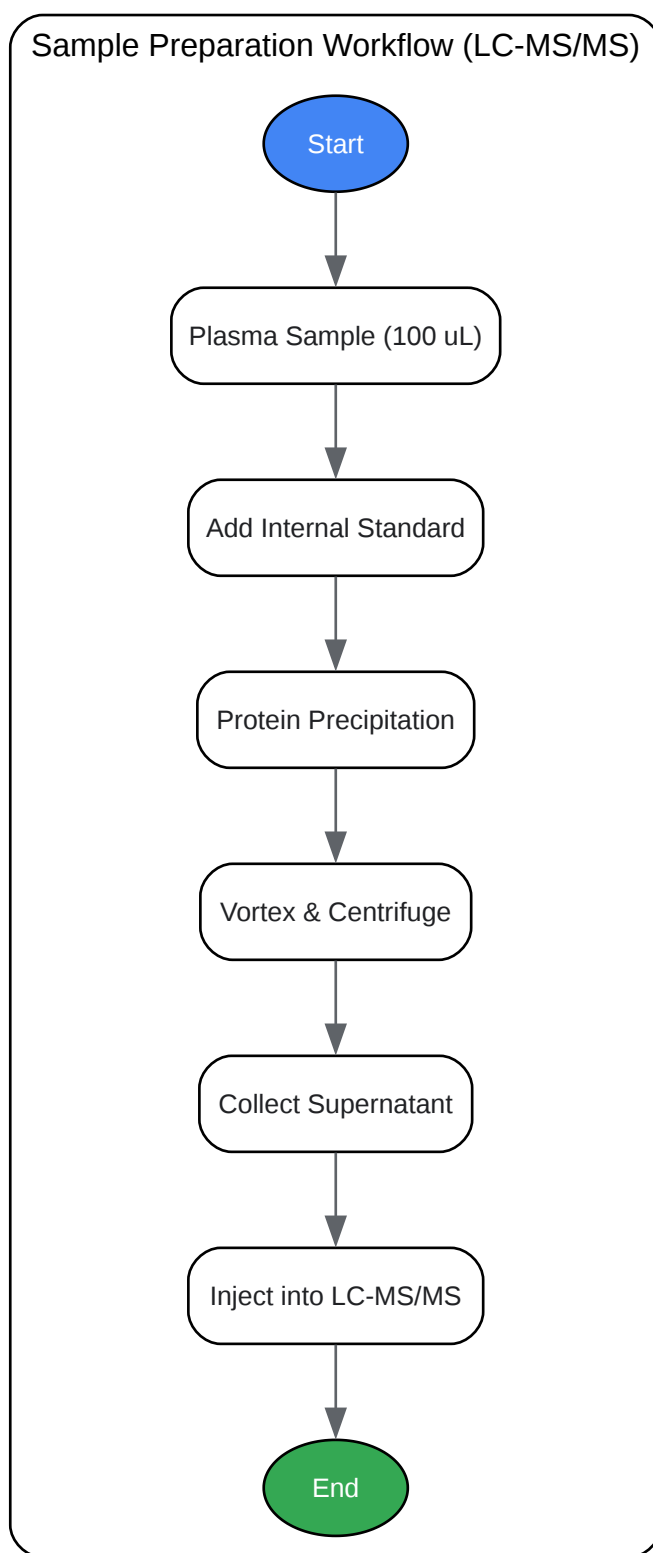 Sample Preparation Workflow (LC-MS/MS)
Start
Plasma Sample (100 uL)
Add Internal Standard
Protein Precipitation
Vortex & Centrifuge
Collect Supernatant
Inject into LC-MS/MS
End